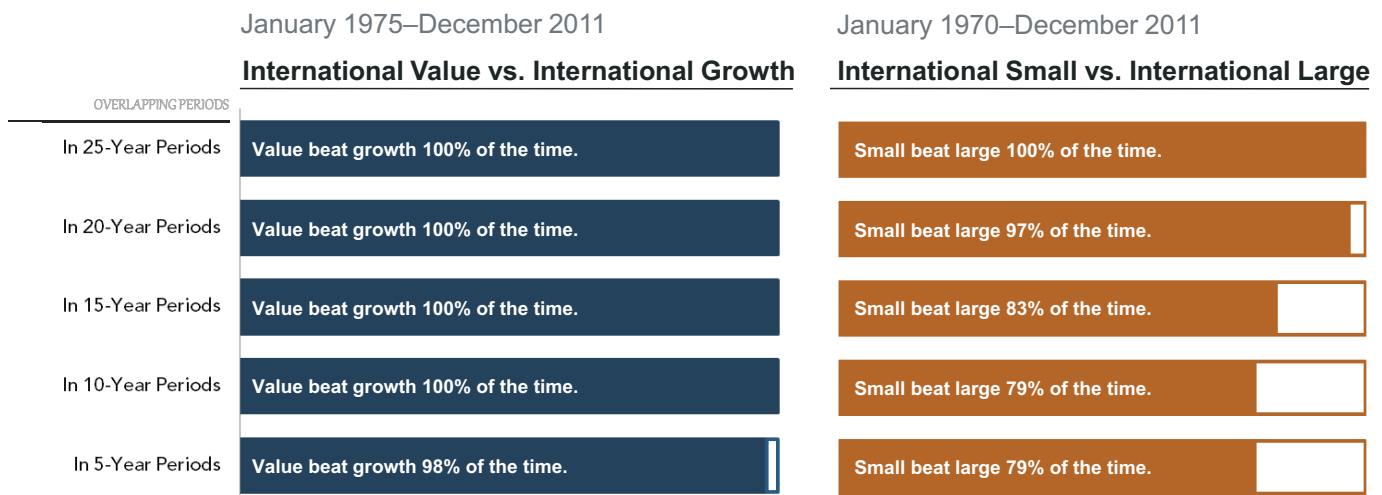 January 1975–December 2011
January 1970–December 2011
International Value vs. International Growth
International Small vs. International Large
OVERLAPPING PERIODS
In 25-Year Periods
Value beat growth 100% of the time.
Small beat large 100% of the time.
In 20-Year Periods
Value beat growth 100% of the time.
Small beat large 97% of the time.
In 15-Year Periods
Value beat growth 100% of the time.
Small beat large 83% of the time.
In 10-Year Periods
Value beat growth 100% of the time.
Small beat large 79% of the time.
In 5-Year Periods
Value beat growth 98% of the time.
Small beat large 79% of the time.